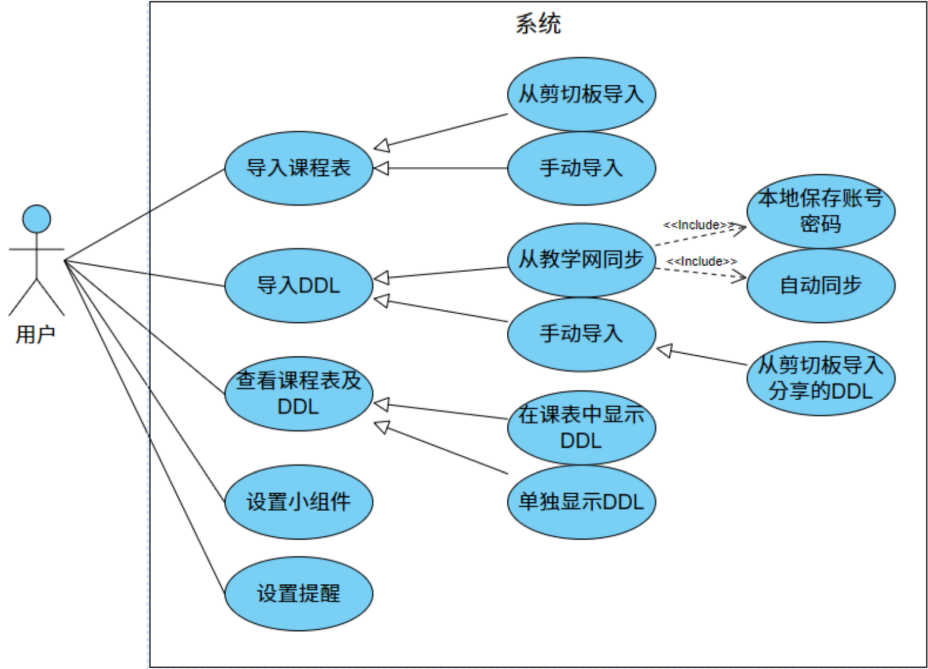 系统
从剪切板导入
导入课程表
手动导入
本地保存账号
密码
<<Include>>
从教学网同步
<<Include>>
自动同步
导入DDL
用户
手动导入
从剪切板导入
分享的DDL
查看课程表及
DDL
在课表中显示
DDL
设置小组件
单独显示DDL
设置提醒